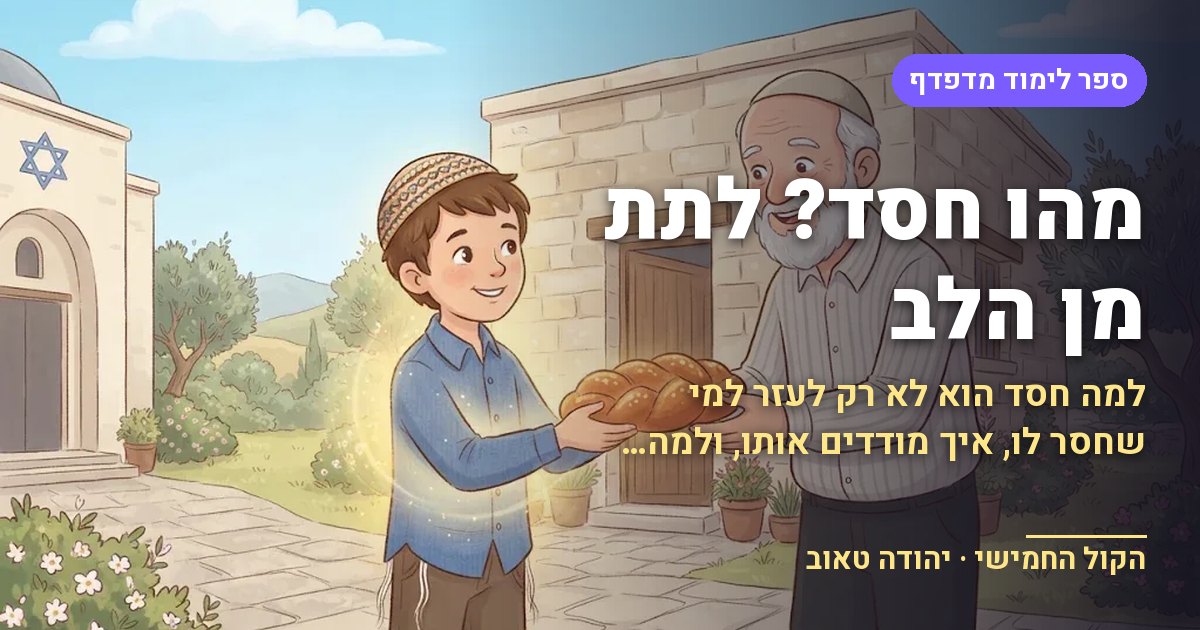 ספר לימוד מדפדף
מהו חסד? לתת
מן הלב
למה חסד הוא לא רק לעזר למי
שחסר לו, איך מודדים אותו, ולמה...
הקול החמישי · יהודה טאוב